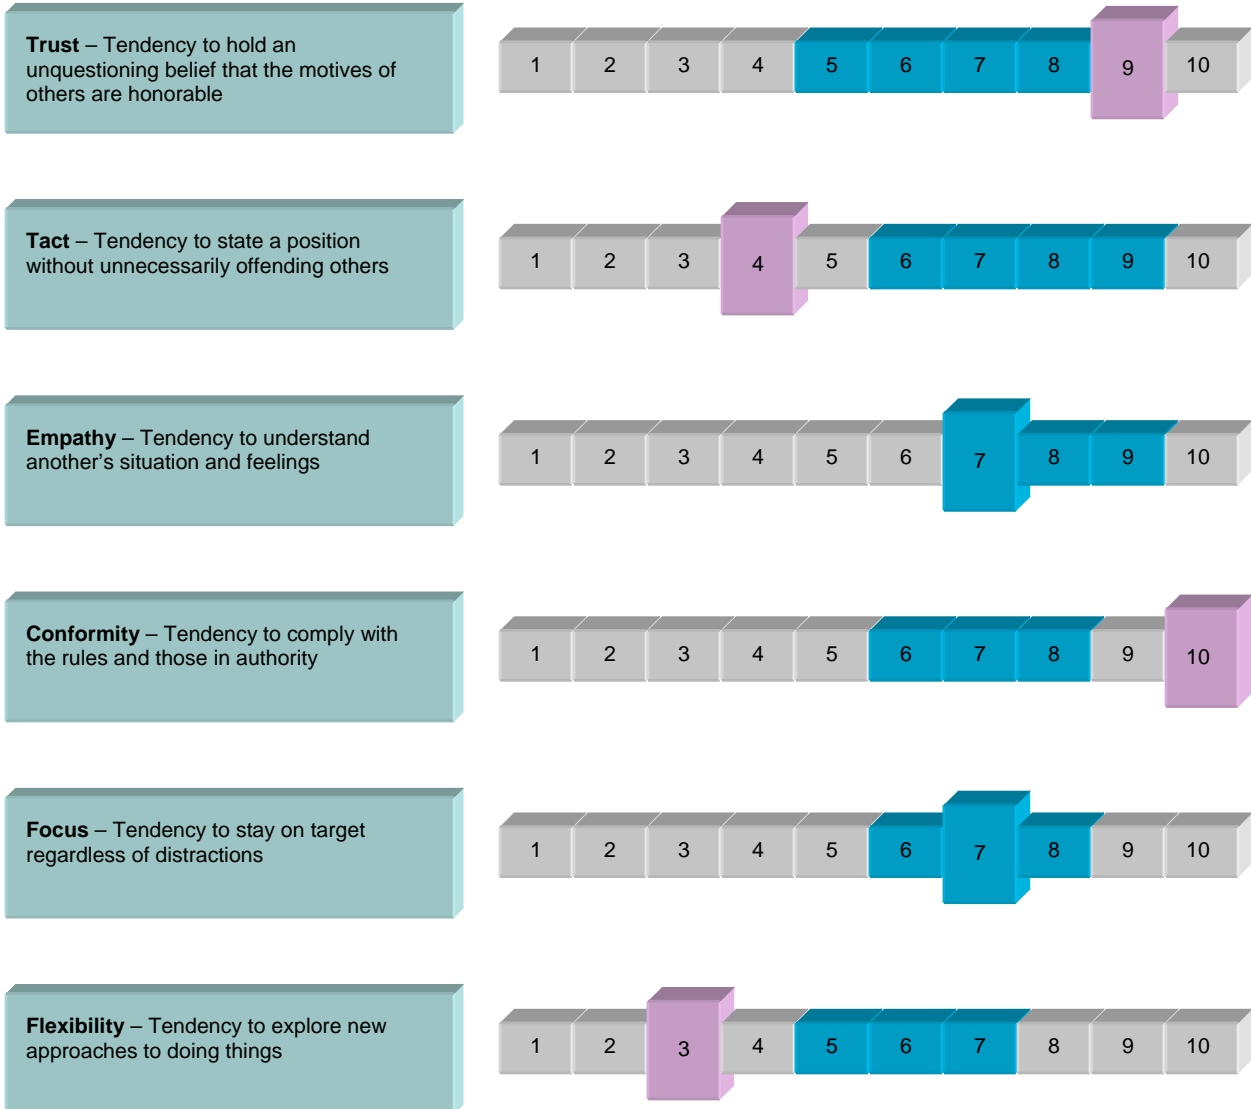 Trust – Tendency to hold an
unquestioning belief that the motives of
others are honorable
1 2 3 4 5 6 7 8 9 10
Tact – Tendency to state a position
without unnecessarily offending others
1 2 3 4 5 6 7 8 9 10
Empathy – Tendency to understand
another’s situation and feelings
1 2 3 4 5 6 7 8 9 10
Conformity – Tendency to comply with
the rules and those in authority
1 2 3 4 5 6 7 8 9 10
Focus – Tendency to stay on target
regardless of distractions
1 2 3 4 5 6 7 8 9 10
Flexibility – Tendency to explore new
approaches to doing things
1 2 3 4 5 6 7 8 9 10